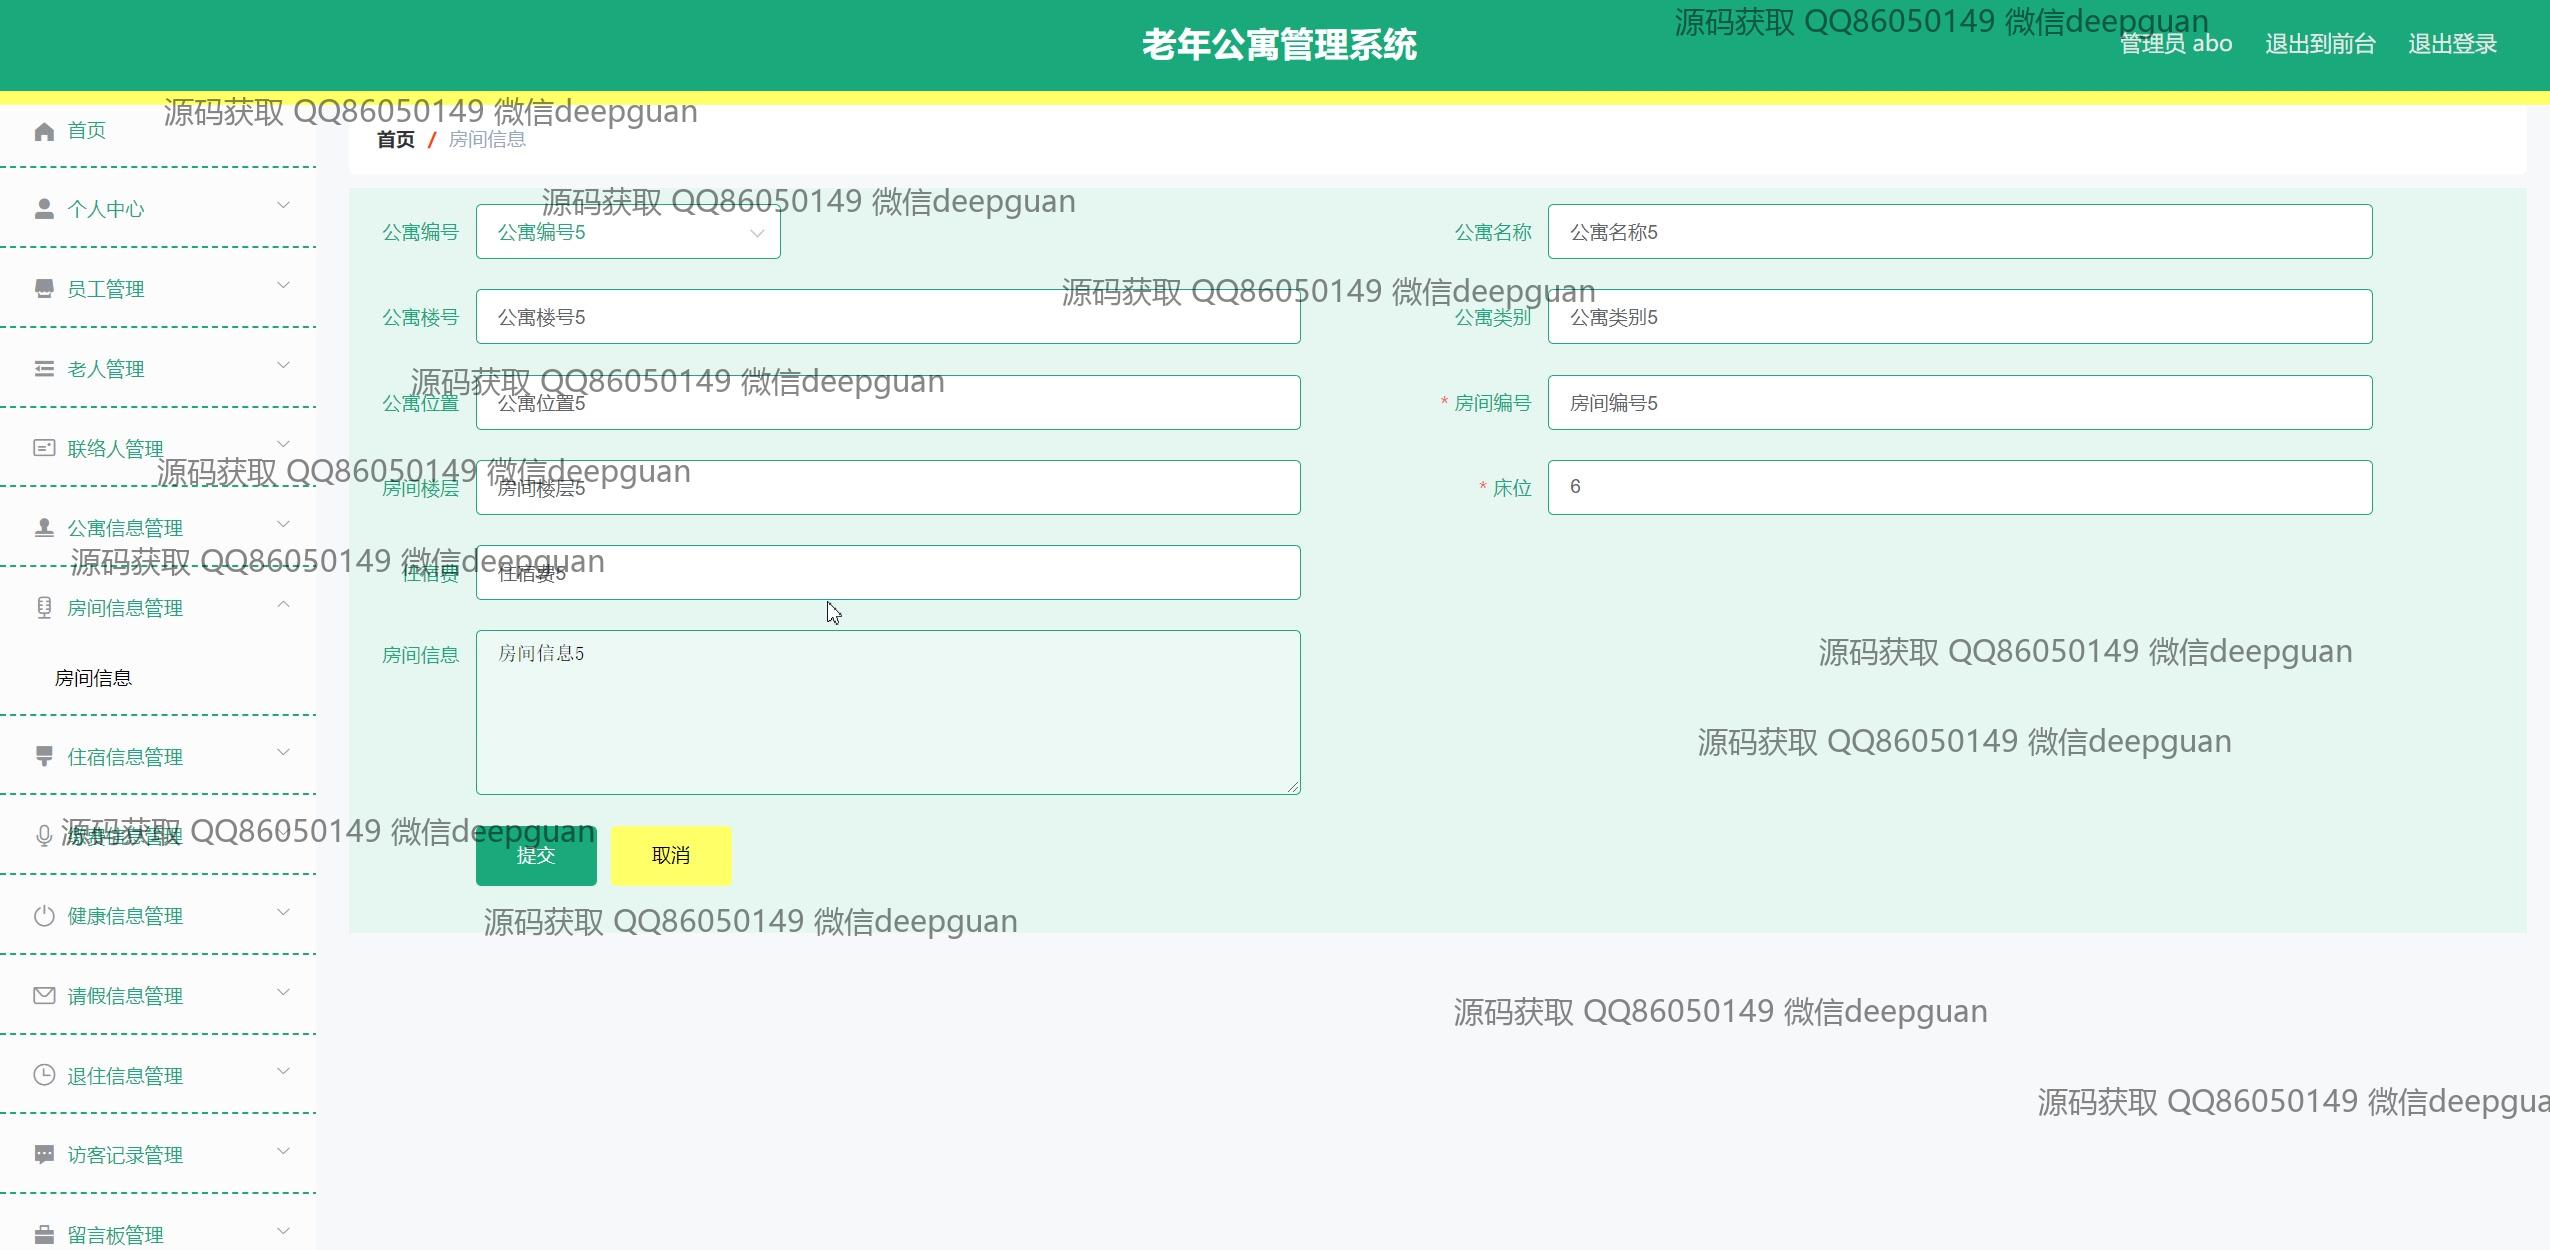 老年公寓管理系统
源码获取 QQ86050149 微信deepguan
管理员 abo 退出到前台 退出登录
源码获取 QQ86050149 微信deepguan
首页
首页 / 房间信息
个人中心
源码获取 QQ86050149 微信deepguan
公寓编号 公寓编号5
公寓名称 公寓名称5
员工管理
源码获取 QQ86050149 微信deepguan
公寓楼号 公寓楼号5
公寓类别 公寓类别5
老人管理
源码获取 QQ86050149 微信deepguan
公寓位置 公寓位置5
* 房间编号 房间编号5
联络人管理
源码获取 QQ86050149 微信deepguan
房间楼层 房间楼层5
* 床位 6
公寓信息管理
源码获取 QQ86050149 微信deepguan
住宿费 住宿费5
房间信息管理
房间信息 房间信息5
源码获取 QQ86050149 微信deepguan
房间信息
源码获取 QQ86050149 微信deepguan
住宿信息管理
源码获取 QQ86050149 微信deepguan
缴费信息管理
提交 取消
健康信息管理
源码获取 QQ86050149 微信deepguan
请假信息管理
源码获取 QQ86050149 微信deepguan
退住信息管理
源码获取 QQ86050149 微信deepgua
访客记录管理
留言板管理